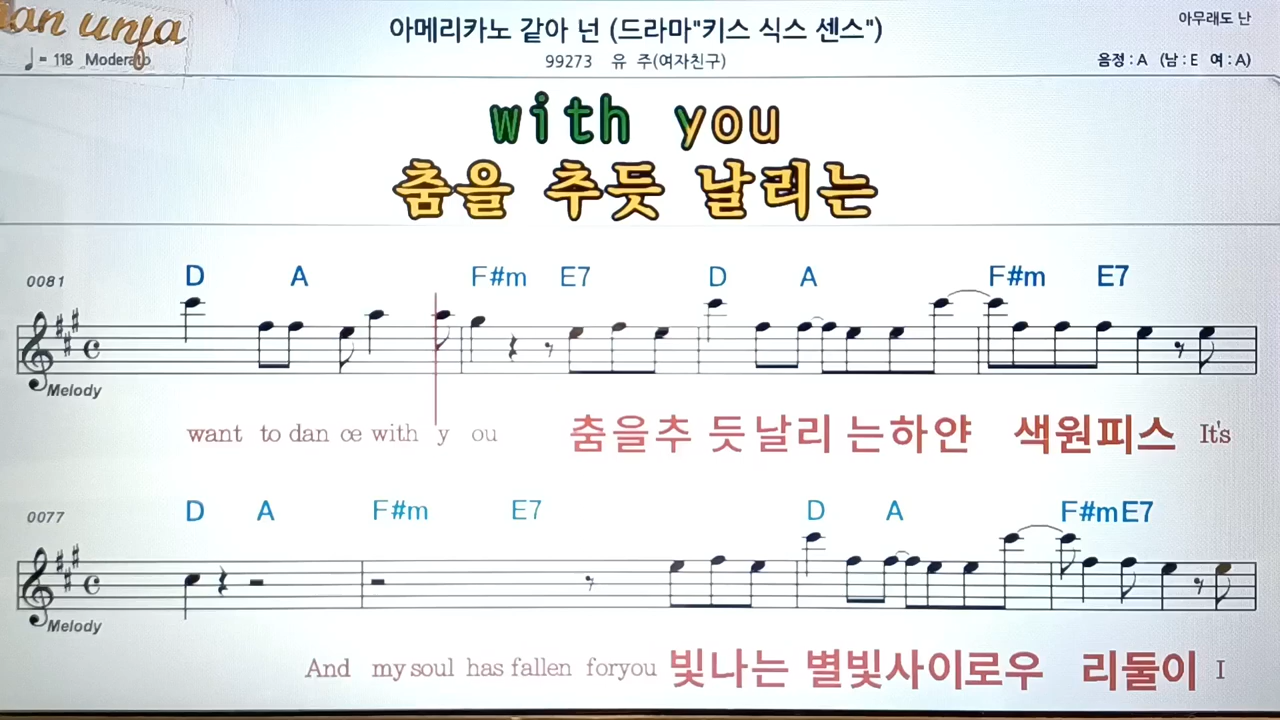 아메리카노 같아 넌 (드라마"키스 식스 센스")
아무래도 난
♩= 118 Moderato
99273 유 주(여자친구)
음정:A (남:E 여:A)
with you
춤을 추듯 날리는
0081
D A F#m E7 D A F#m E7
Melody
want to dan ce with y ou 춤을추 듯날리 는하얀 색원피스 It's
0077
D A F#m E7 D A F#m E7
Melody
And my soul has fallen foryou 빛나는 별빛사이로우 리둘이 I